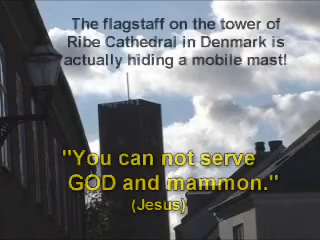 The flagstaff on the tower of
Ribe Cathedral in Denmark is
actually hiding a mobile mast!
"You can not serve
GOD and mammon."
(Jesus)